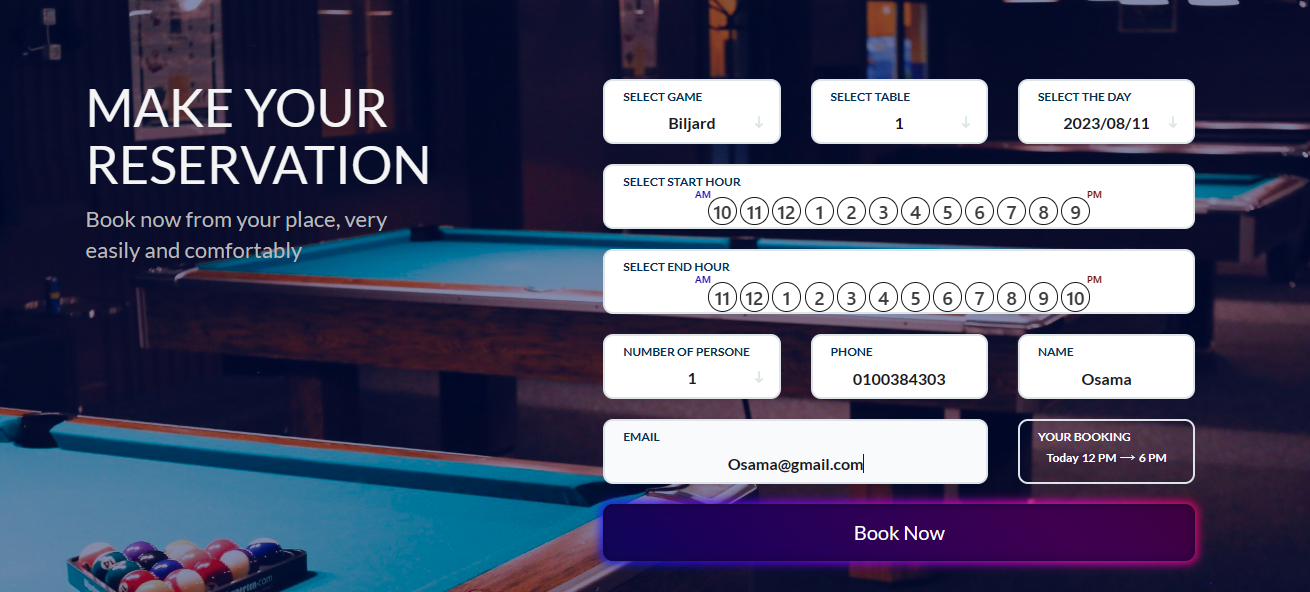 MAKE YOUR
RESERVATION
Book now from your place, very
easily and comfortably
SELECT GAME
Biljard
SELECT TABLE
1
SELECT THE DAY
2023/08/11
SELECT START HOUR
AM 10 11 12 1 2 3 4 5 6 7 8 9 PM
SELECT END HOUR
AM 11 12 1 2 3 4 5 6 7 8 9 10 PM
NUMBER OF PERSONE
1
PHONE
0100384303
NAME
Osama
EMAIL
Osama@gmail.com
YOUR BOOKING
Today 12 PM → 6 PM
Book Now